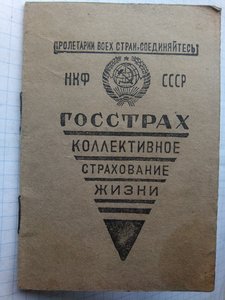 ПРОЛЕТАРИИ ВСЕХ СТРАН-СОЕДИНЯЙТЕСЬ
НКФ СССР
ГОССТРАХ
КОЛЛЕКТИВНОЕ
СТРАХОВАНИЕ
ЖИЗНИ